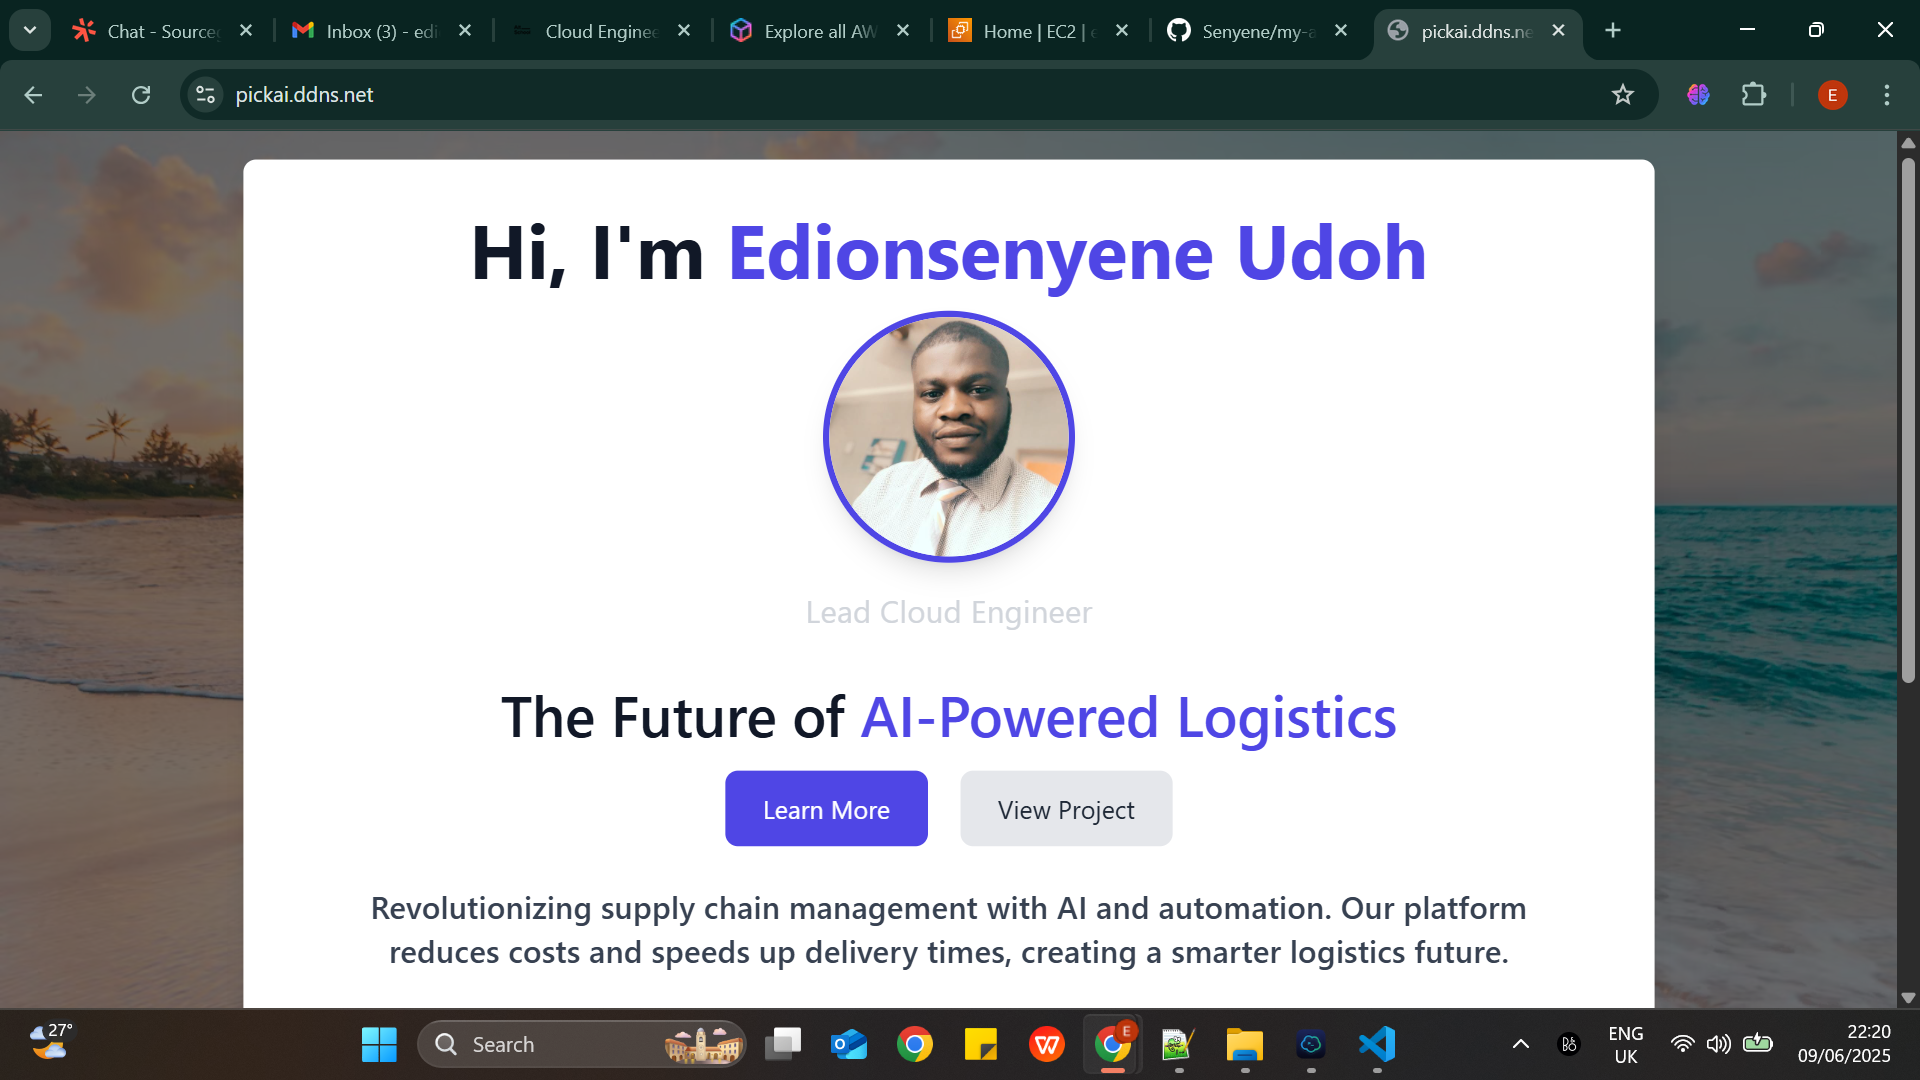 Chat - Sourceg
Inbox (3) - edi
Cloud Enginee
Explore all AW
Home | EC2 | e
Senyene/my-a
pickai.ddns.ne
pickai.ddns.net
E
Hi, I'm Edionsenyene Udoh
Lead Cloud Engineer
The Future of AI-Powered Logistics
Learn More
View Project
Revolutionizing supply chain management with AI and automation. Our platform
reduces costs and speeds up delivery times, creating a smarter logistics future.
27°
Search
E
ENG
UK
22:20
09/06/2025